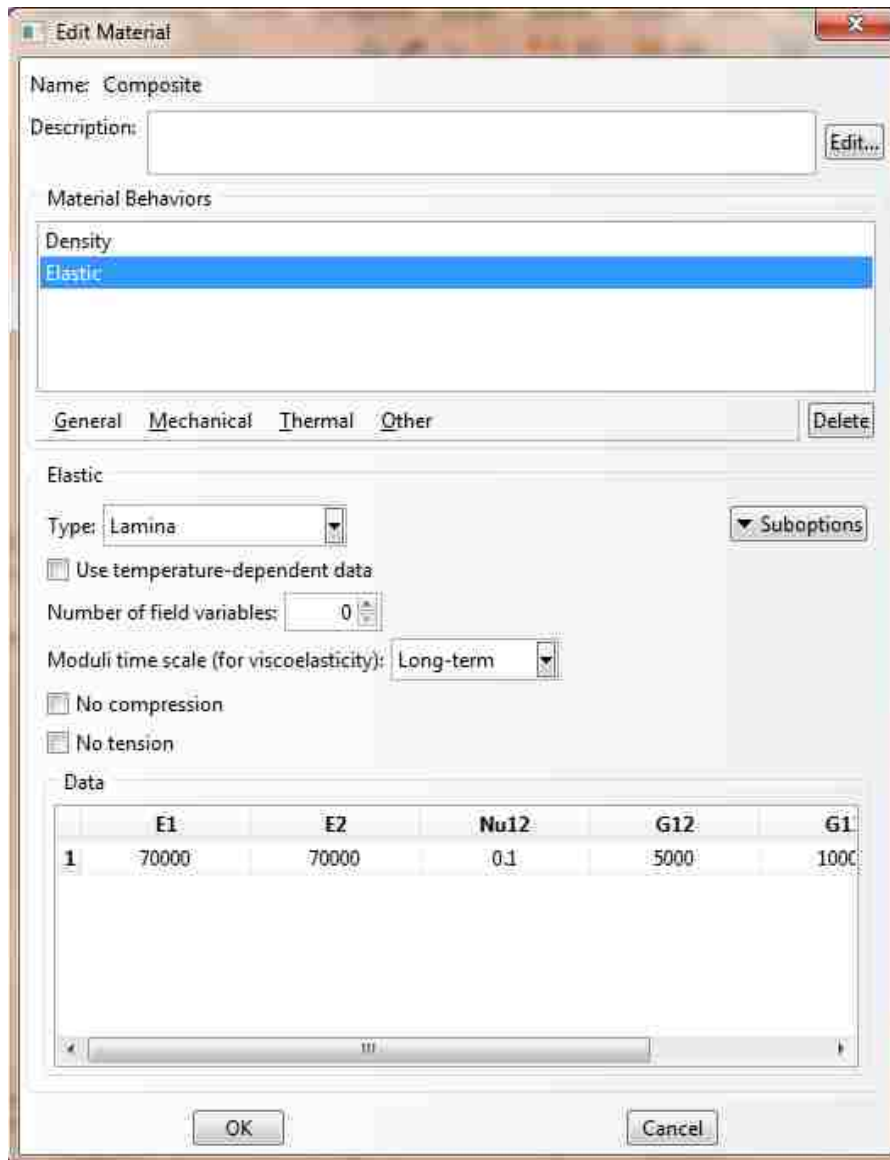 Edit Material
Name: Composite
Description:
Edit...
Material Behaviors
Density
Elastic
General Mechanical Thermal Other Delete
Elastic
Type: Lamina Suboptions
Use temperature-dependent data
Number of field variables: 0
Moduli time scale (for viscoelasticity): Long-term
No compression
No tension
Data
E1 E2 Nu12 G12
1 70000 70000 0.1 5000
OK Cancel